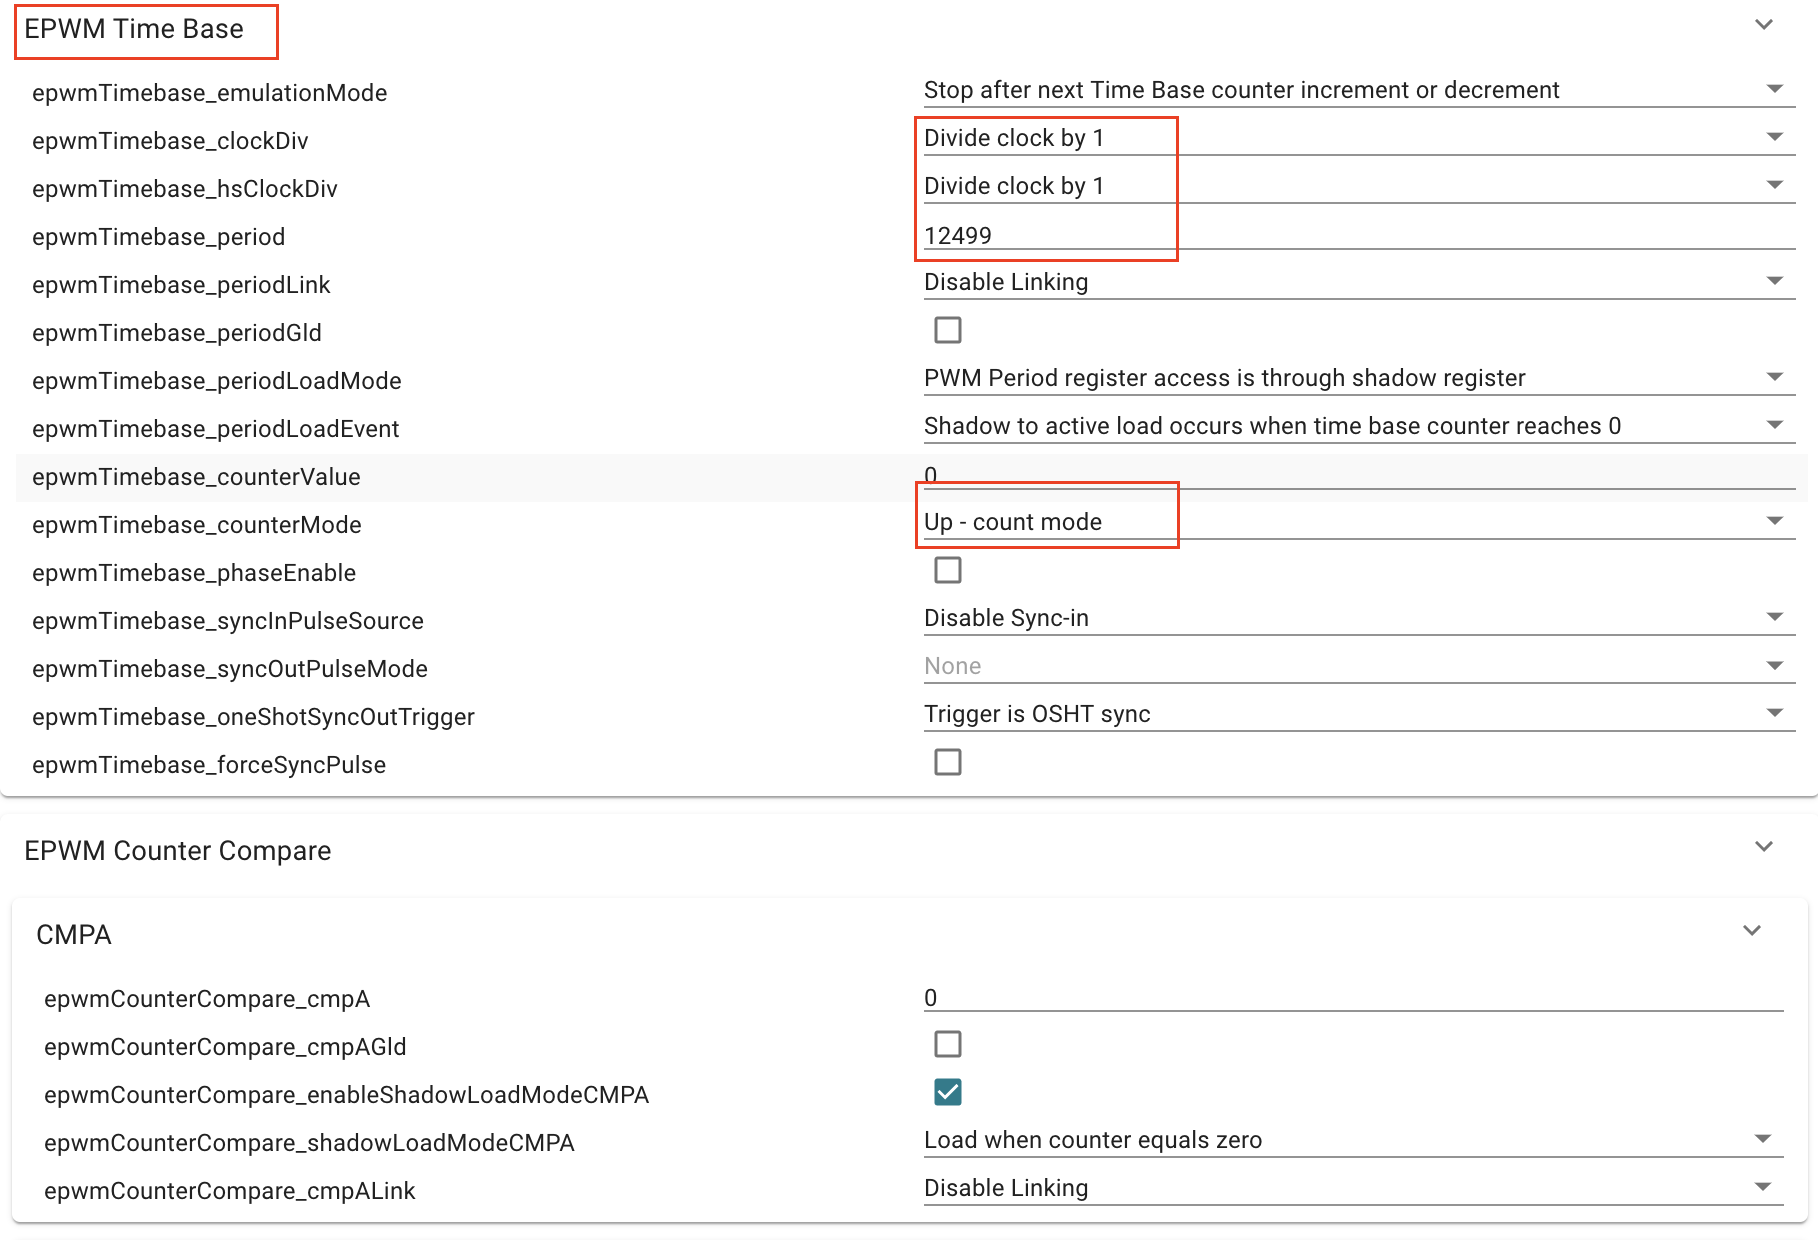 EPWM Time Base
epwmTimebase_emulationMode Stop after next Time Base counter increment or decrement
epwmTimebase_clockDiv Divide clock by 1
epwmTimebase_hsClockDiv Divide clock by 1
epwmTimebase_period 12499
epwmTimebase_periodLink Disable Linking
epwmTimebase_periodGld
epwmTimebase_periodLoadMode PWM Period register access is through shadow register
epwmTimebase_periodLoadEvent Shadow to active load occurs when time base counter reaches 0
epwmTimebase_counterValue 0
epwmTimebase_counterMode Up - count mode
epwmTimebase_phaseEnable
epwmTimebase_syncInPulseSource Disable Sync-in
epwmTimebase_syncOutPulseMode None
epwmTimebase_oneShotSyncOutTrigger Trigger is OSHT sync
epwmTimebase_forceSyncPulse
EPWM Counter Compare
CMPA
epwmCounterCompare_cmpA 0
epwmCounterCompare_cmpAGld
epwmCounterCompare_enableShadowLoadModeCMPA
epwmCounterCompare_shadowLoadModeCMPA Load when counter equals zero
epwmCounterCompare_cmpALink Disable Linking